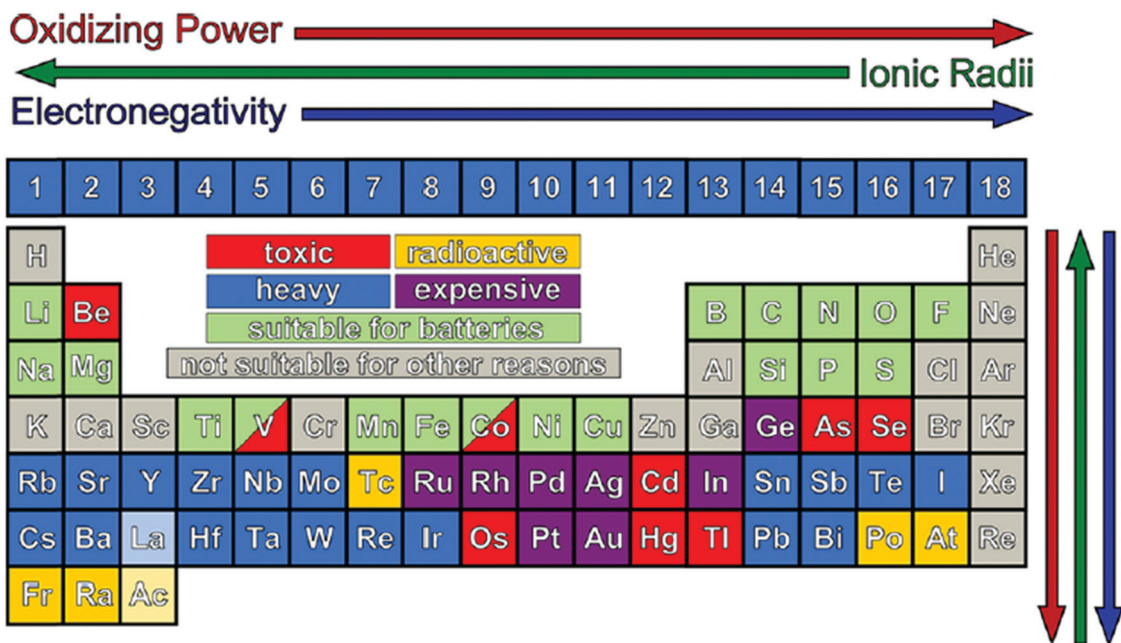 Oxidizing Power
Ionic Radii
Electronegativity
1 2 3 4 5 6 7 8 9 10 11 12 13 14 15 16 17 18
H toxic radioactive He
heavy expensive
Li Be B C N O F Ne
suitable for batteries
not suitable for other reasons
Na Mg Al Si P S Cl Ar
K Ca Sc Ti V Cr Mn Fe Co Ni Cu Zn Ga Ge As Se Br Kr
Rb Sr Y Zr Nb Mo Tc Ru Rh Pd Ag Cd In Sn Sb Te I Xe
Cs Ba La Hf Ta W Re Ir Os Pt Au Hg Tl Pb Bi Po At Re
Fr Ra Ac